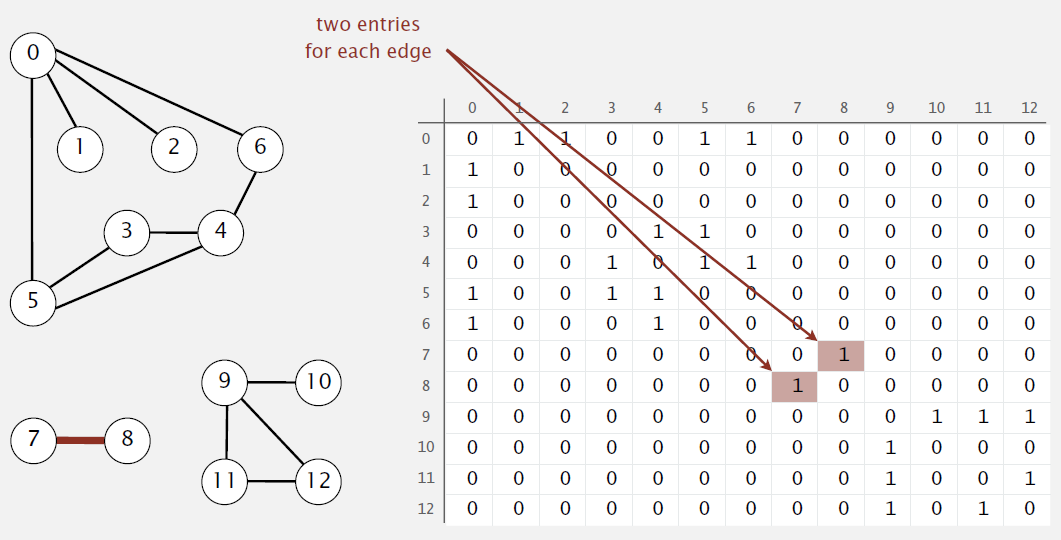 two entries
for each edge
0
1
2
6
3
4
5
9
10
7
8
11
12
0 1 2 3 4 5 6 7 8 9 10 11 12
0 0 1 1 0 0 1 1 0 0 0 0 0 0
1 1 0 0 0 0 0 0 0 0 0 0 0 0
2 1 0 0 0 0 0 0 0 0 0 0 0 0
3 0 0 0 0 1 1 0 0 0 0 0 0 0
4 0 0 0 1 0 1 1 0 0 0 0 0 0
5 1 0 0 1 1 0 0 0 0 0 0 0 0
6 1 0 0 0 1 0 0 0 0 0 0 0 0
7 0 0 0 0 0 0 0 0 1 0 0 0 0
8 0 0 0 0 0 0 0 1 0 0 0 0 0
9 0 0 0 0 0 0 0 0 0 0 1 1 1
10 0 0 0 0 0 0 0 0 0 1 0 0 0
11 0 0 0 0 0 0 0 0 0 1 0 0 1
12 0 0 0 0 0 0 0 0 0 1 0 1 0